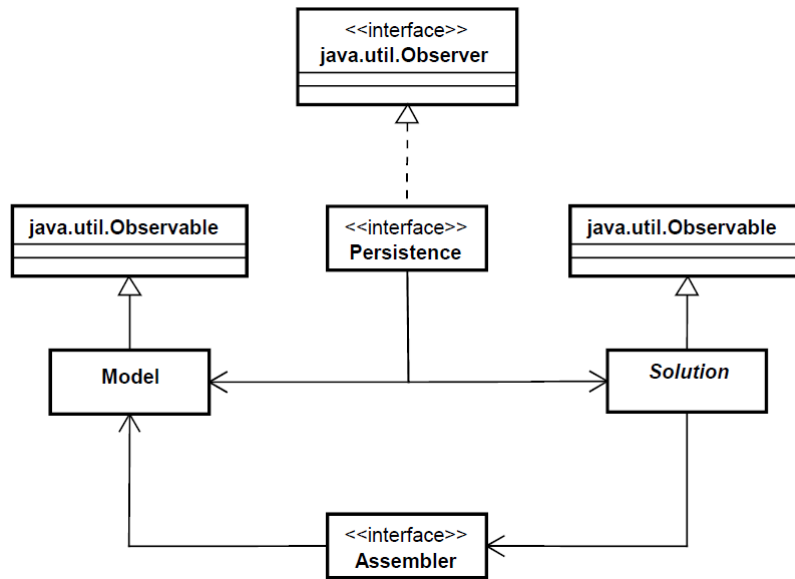 <<interface>>
java.util.Observer
java.util.Observable
<<interface>>
Persistence
java.util.Observable
Model
Solution
<<interface>>
Assembler